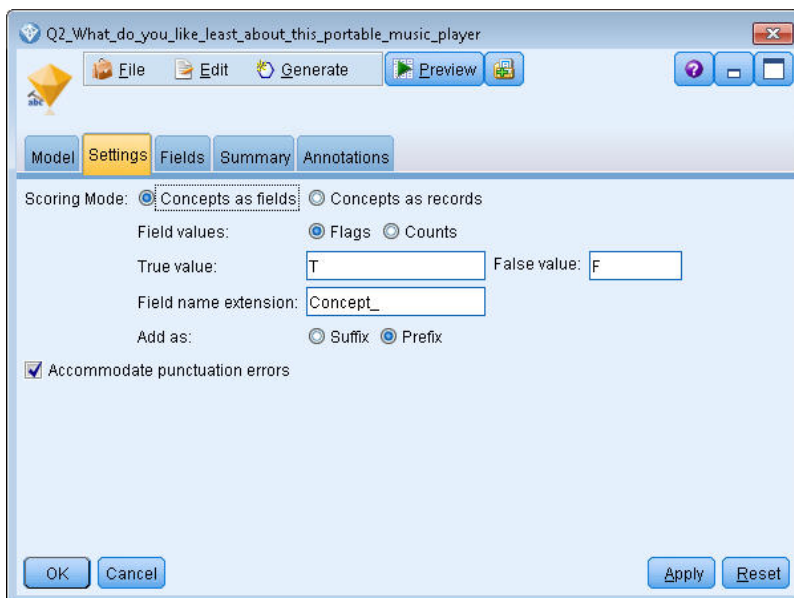 Q2_What_do_you_like_least_about_this_portable_music_player
File Edit Generate Preview
abc
Model Settings Fields Summary Annotations
Scoring Mode: Concepts as fields Concepts as records
Field values: Flags Counts
True value: T False value: F
Field name extension: Concept_
Add as: Suffix Prefix
Accommodate punctuation errors
OK Cancel Apply Reset